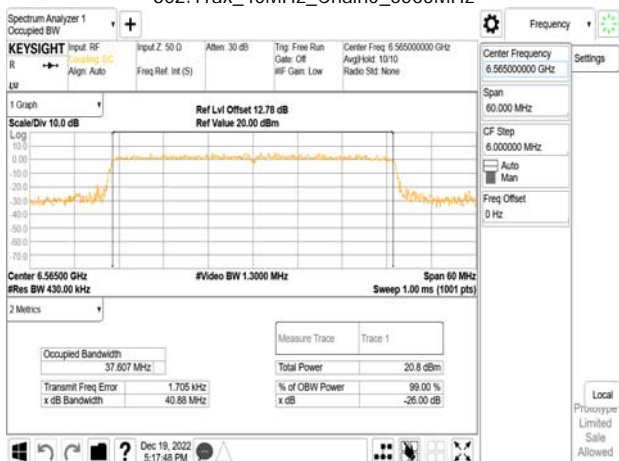 Spectrum Analyzer 1
Occupied BW
Frequency
KEYSIGHT
R
Input: RF
Coupling: DC
Align: Auto
Input Z: 50 Ω
Freq Ref: Int (S)
Atten: 30 dB
Trig: Free Run
Gate: Off
#IF Gain: Low
Center Freq: 6.565000000 GHz
Avg|Hold: 10/10
Radio Std: None
Center Frequency
6.565000000 GHz
Settings
Span
60.000 MHz
CF Step
6.000000 MHz
Auto
Man
Freq Offset
0 Hz
1 Graph
Scale/Div 10.0 dB
Ref Lvl Offset 12.78 dB
Ref Value 20.00 dBm
Log
10.0
0.00
-10.0
-20.0
-30.0
-40.0
-50.0
-60.0
-70.0
Center 6.56500 GHz
#Video BW 1.3000 MHz
Span 60 MHz
#Res BW 430.00 kHz
Sweep 1.00 ms (1001 pts)
2 Metrics
Measure Trace Trace 1
Occupied Bandwidth
37.607 MHz
Total Power 20.8 dBm
Transmit Freq Error 1.705 kHz
% of OBW Power 99.00 %
x dB Bandwidth 40.88 MHz
x dB -26.00 dB
Local
Prototype
Limited
Sale
Allowed
Dec 19, 2022
5:17:48 PM